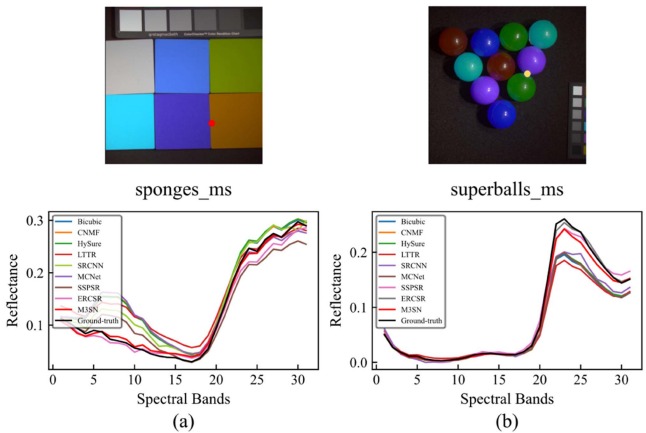 sponges_ms
superballs_ms
0.3
0.2
0.1
Reflectance
Bicubic
CNMF
HySure
LTTR
SRCNN
MCNet
SSPSR
ERCSR
M3SN
Ground-truth
0 5 10 15 20 25 30
Spectral Bands
(a)
0.2
0.1
0.0
Reflectance
Bicubic
CNMF
HySure
LTTR
SRCNN
MCNet
SSPSR
ERCSR
M3SN
Ground-truth
0 5 10 15 20 25 30
Spectral Bands
(b)